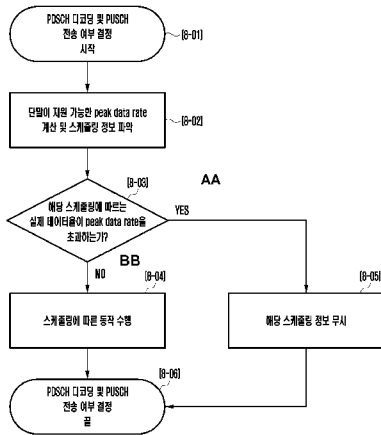 PDSCH 디코딩 및 PUSCH
전송 여부 결정
시작
[8-01]
단말이 지원 가능한 peak data rate
계산 및 스케줄링 정보 파악
[8-02]
[8-03]
AA
해당 스케줄링에 따르는
실제 데이터율이 peak data rate을
초과하는가?
YES
BB
NO
[8-04]
[8-05]
스케줄링에 따른 동작 수행
해당 스케줄링 정보 무시
[8-06]
PDSCH 디코딩 및 PUSCH
전송 여부 결정
끝